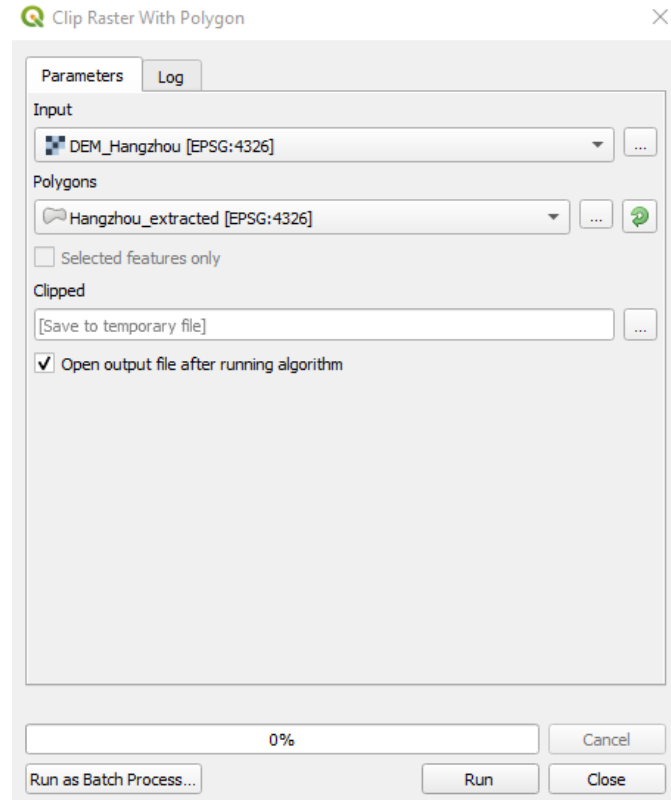 Clip Raster With Polygon
Parameters
Log
Input
DEM_Hangzhou [EPSG:4326]
...
Polygons
Hangzhou_extracted [EPSG:4326]
...
Selected features only
Clipped
[Save to temporary file]
...
Open output file after running algorithm
0%
Cancel
Run as Batch Process...
Run
Close